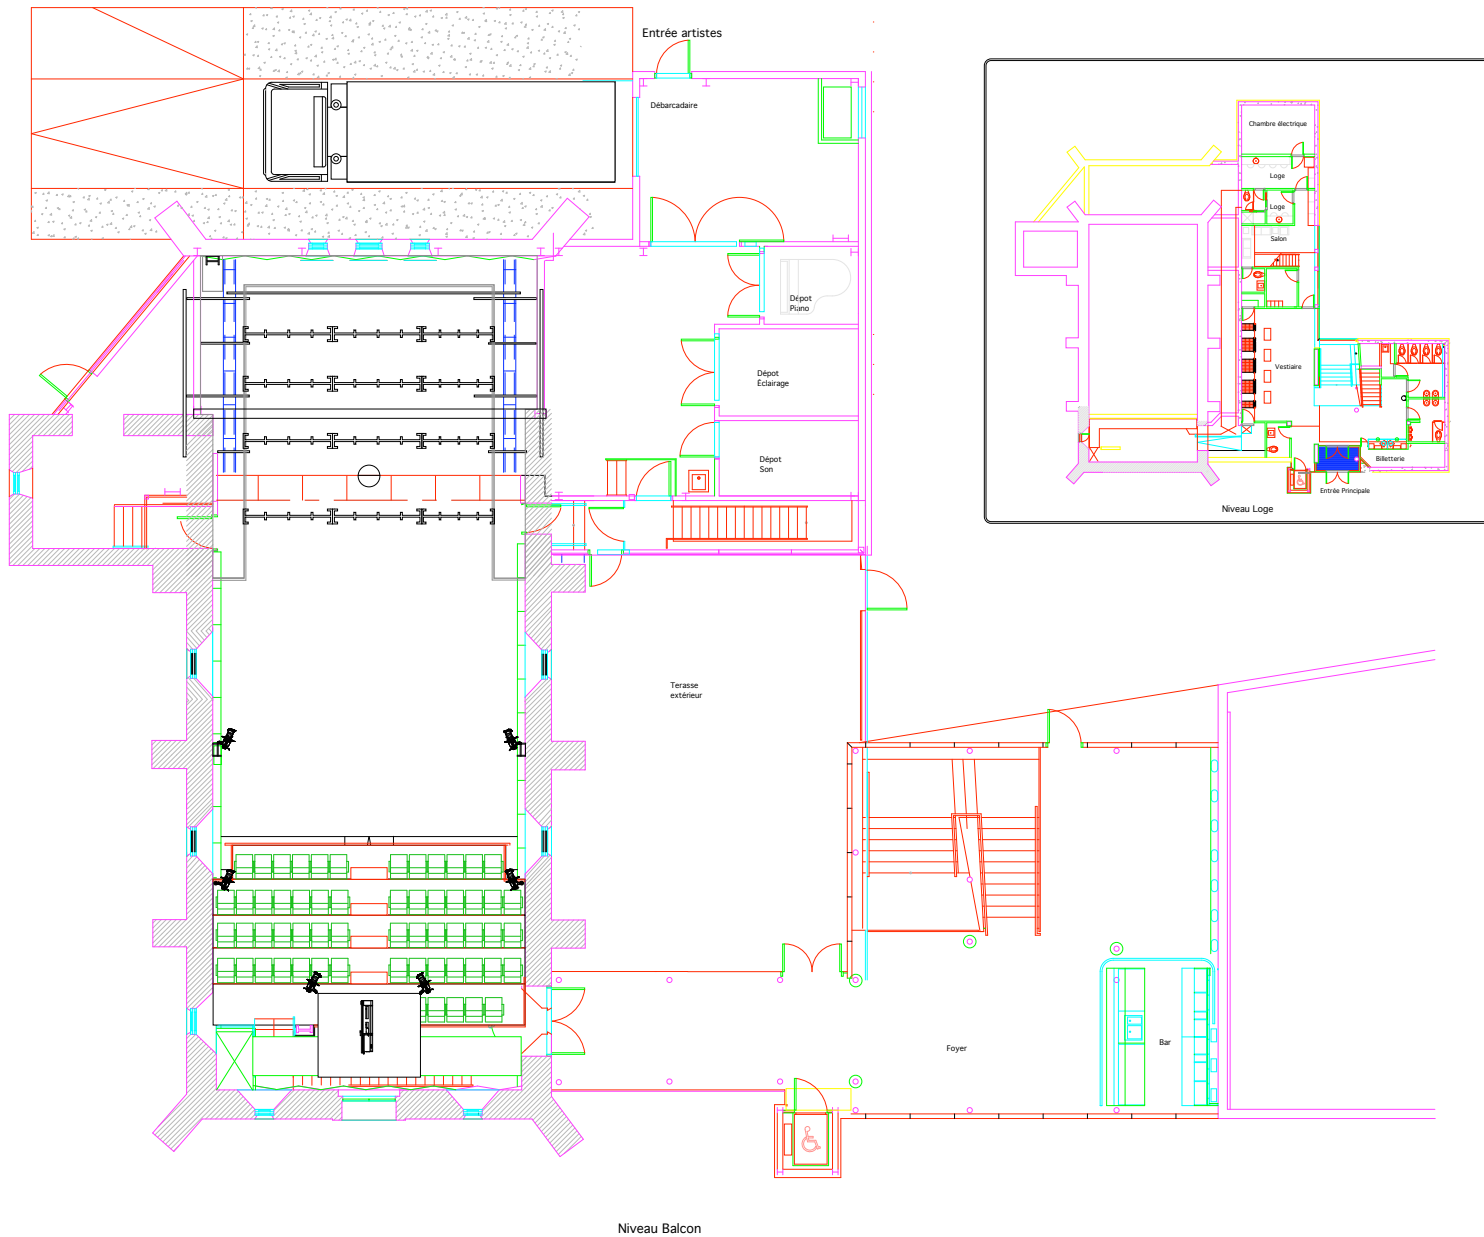 Entrée artistes
Débarcadaire
Dépot
Piano
Dépot
Éclairage
Dépot
Son
Terasse
extérieur
Foyer
Bar
Niveau Balcon
Chambre électrique
Loge
Loge
Salon
Vestiaire
Billetterie
Entrée Principale
Niveau Loge